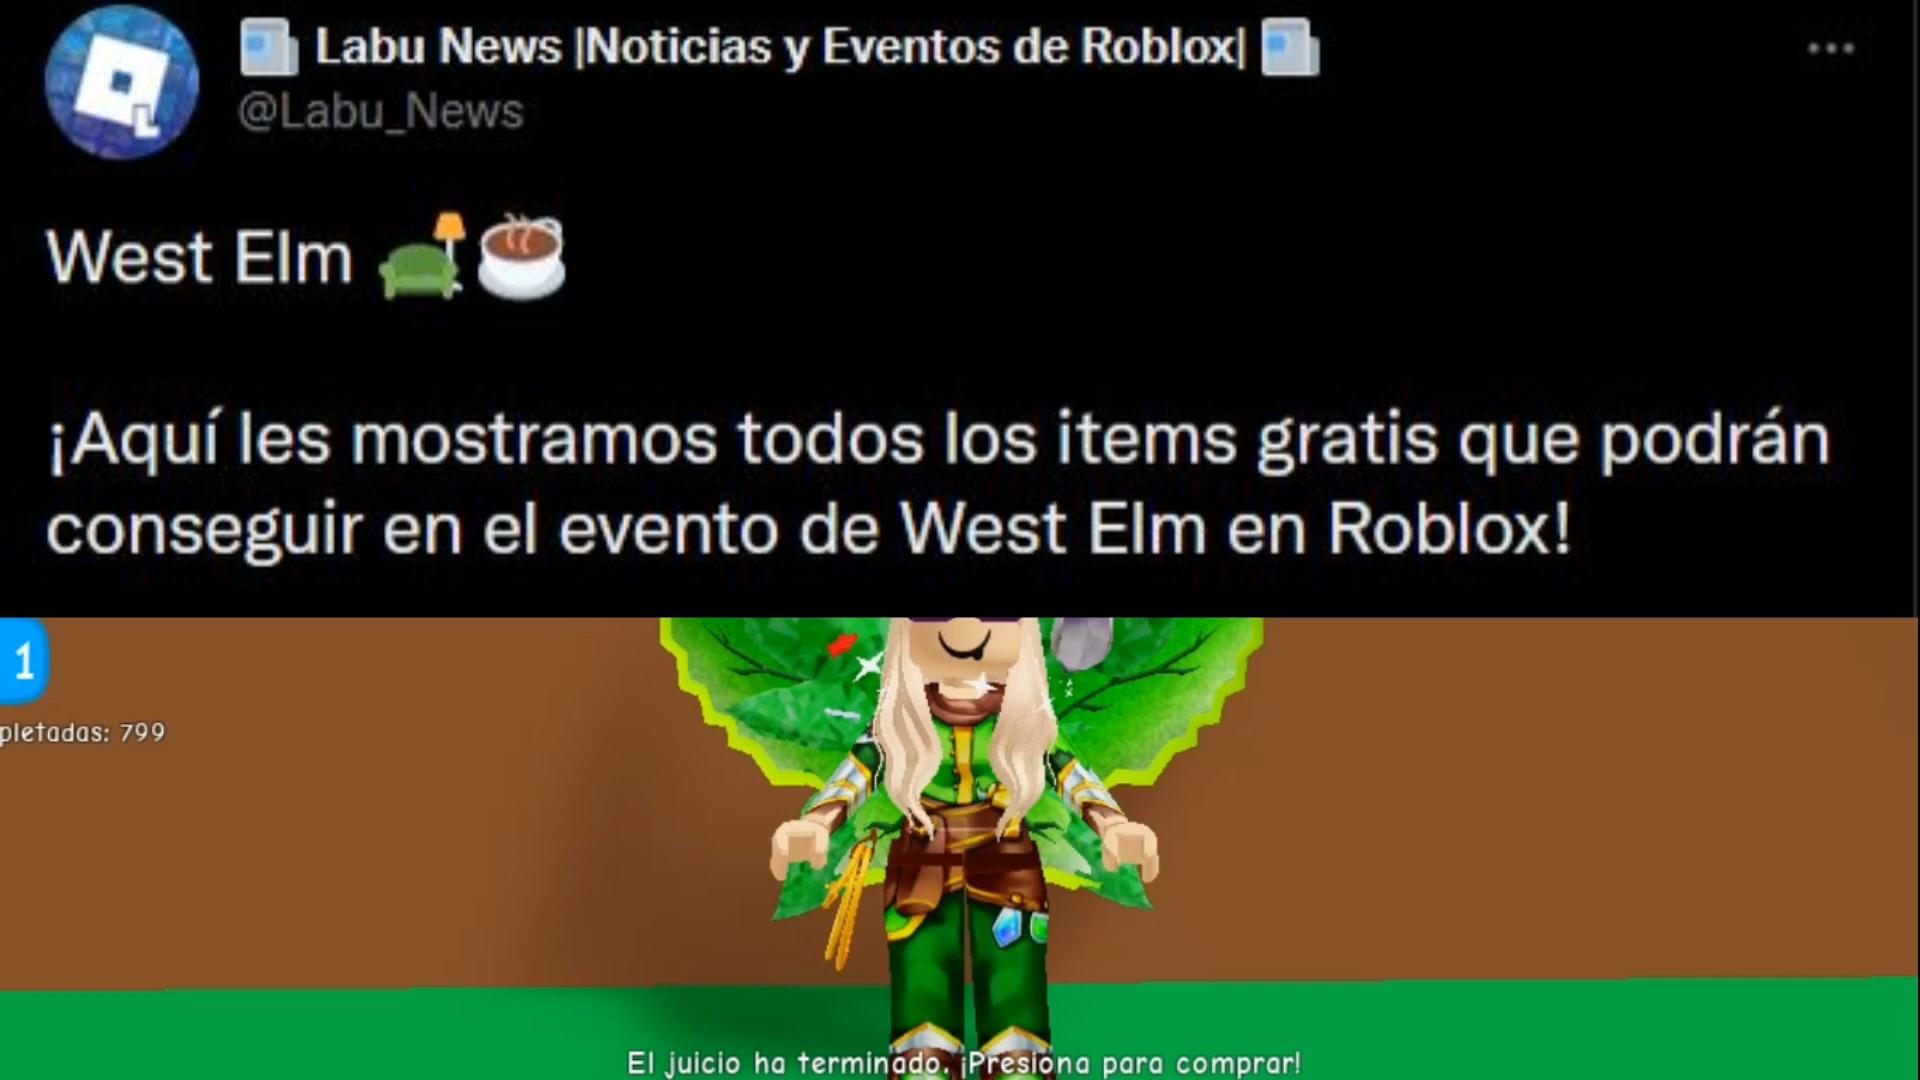 Labu News |Noticias y Eventos de Roblox|
@Labu_News
West Elm
¡Aquí les mostramos todos los items gratis que podrán
conseguir en el evento de West Elm en Roblox!
1
pletadas: 799
El juicio ha terminado. ¡Presiona para comprar!